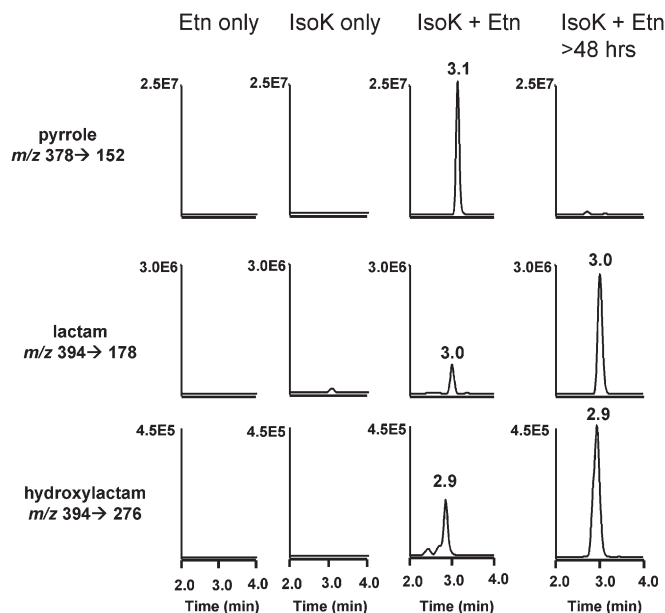 Etn only IsoK only IsoK + Etn IsoK + Etn
>48 hrs
3.1
2.5E7 2.5E7 2.5E7 2.5E7
pyrrole
m/z 378→ 152
3.0E6 3.0E6 3.0E6 3.0E6
3.0
lactam
m/z 394→ 178
3.0
2.9
4.5E5 4.5E5 4.5E5 4.5E5
hydroxylactam
m/z 394→ 276
2.9
2.0 3.0 4.0 2.0 3.0 4.0 2.0 3.0 4.0 2.0 3.0 4.0
Time (min) Time (min) Time (min) Time (min)